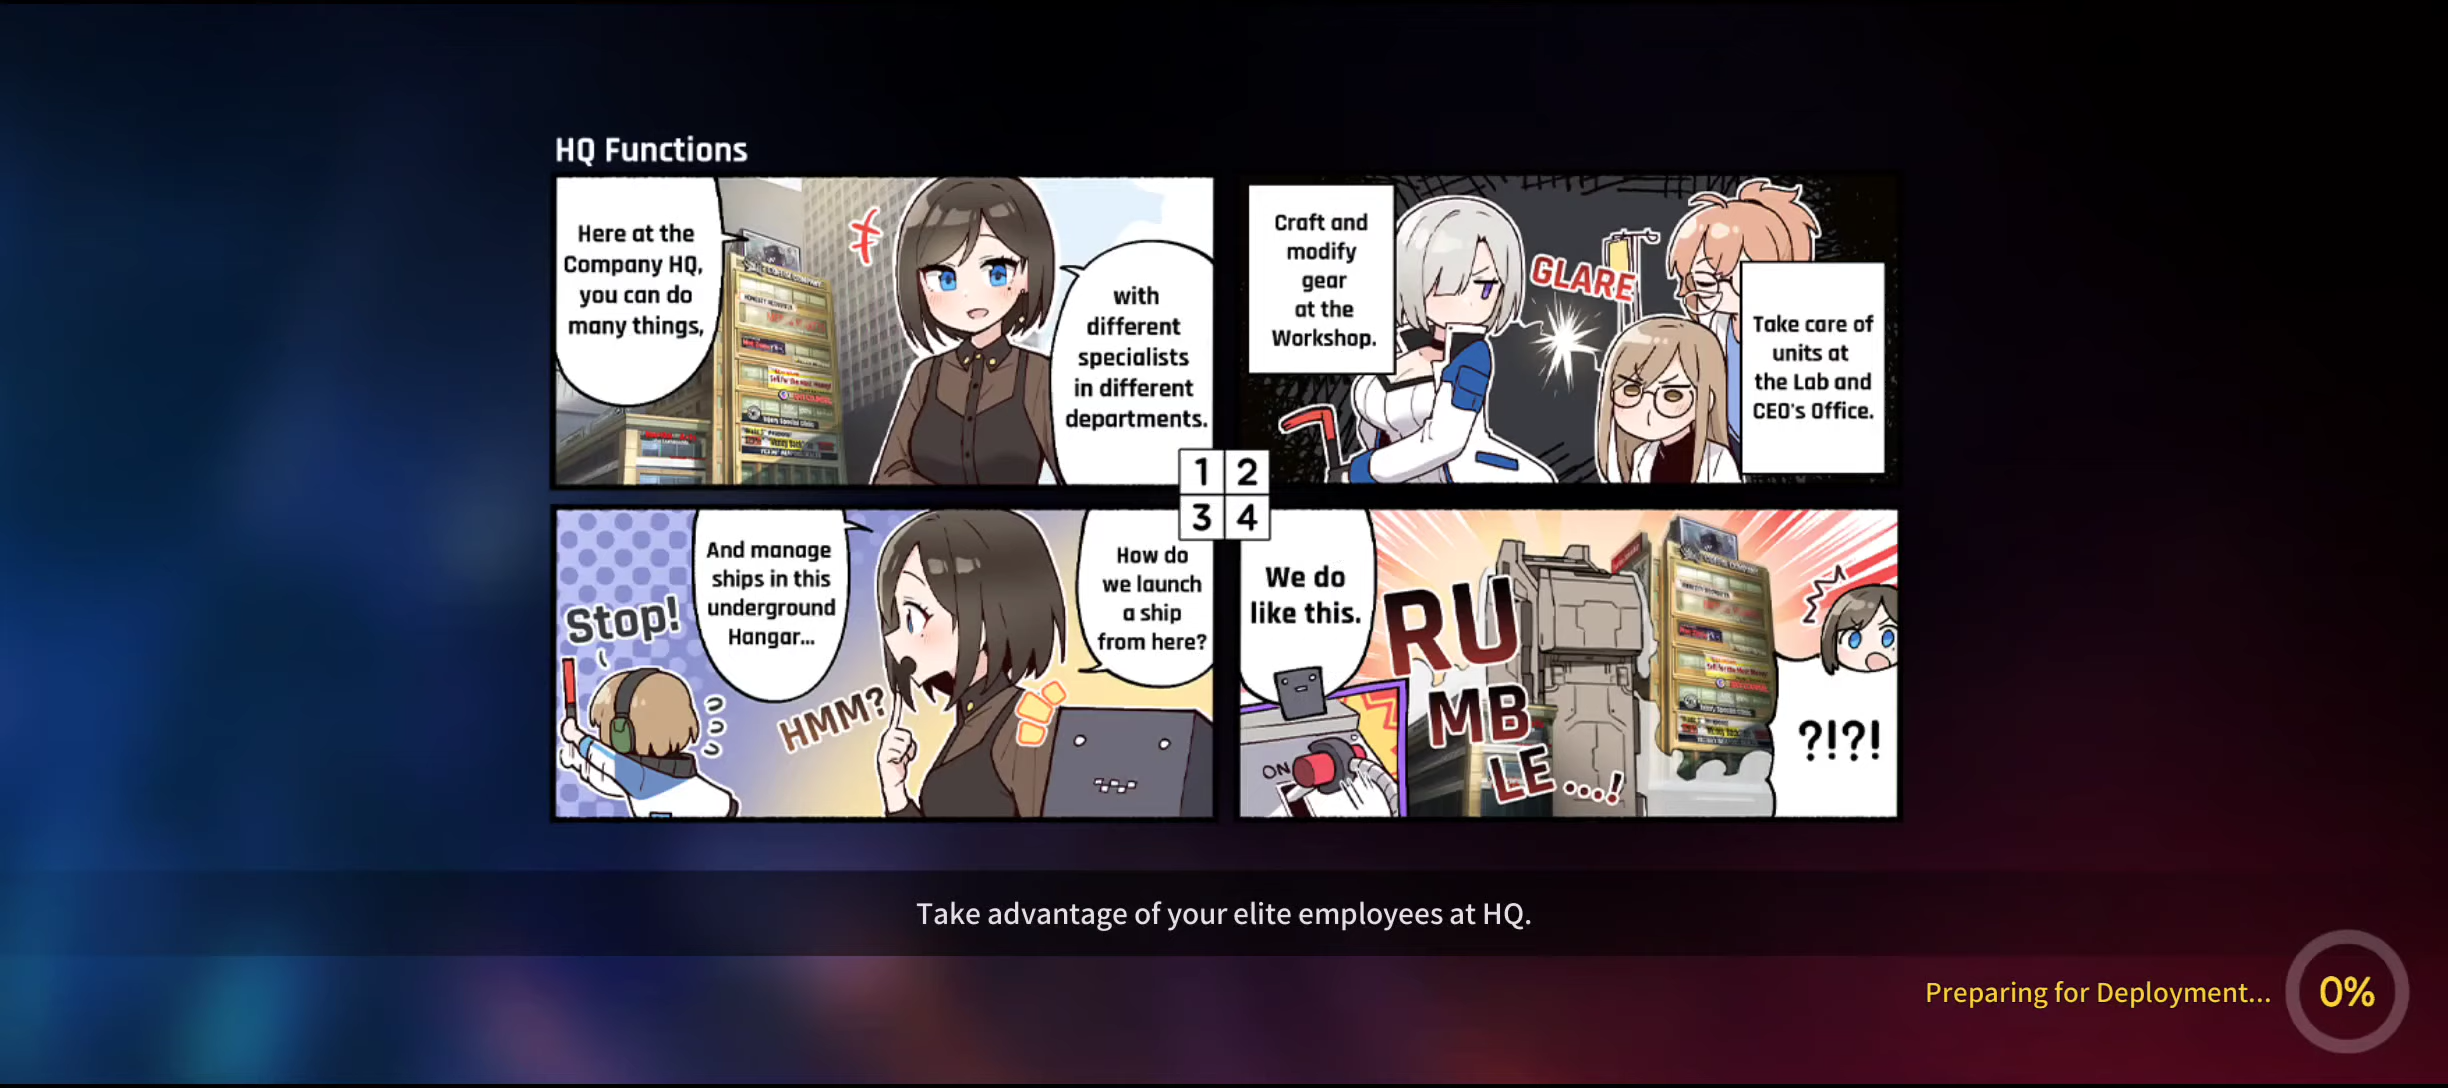 HQ Functions
Here at the
Company HQ,
you can do
many things,
with
different
specialists
in different
departments.
Craft and
modify
gear
at the
Workshop.
GLARE
Take care of
units at
the Lab and
CEO's Office.
1 2
3 4
Stop!
And manage
ships in this
underground
Hangar...
HMM?
How do
we launch
a ship
from here?
We do
like this.
ON
RU
MB
LE...!
?!?!
Take advantage of your elite employees at HQ.
Preparing for Deployment...
0%